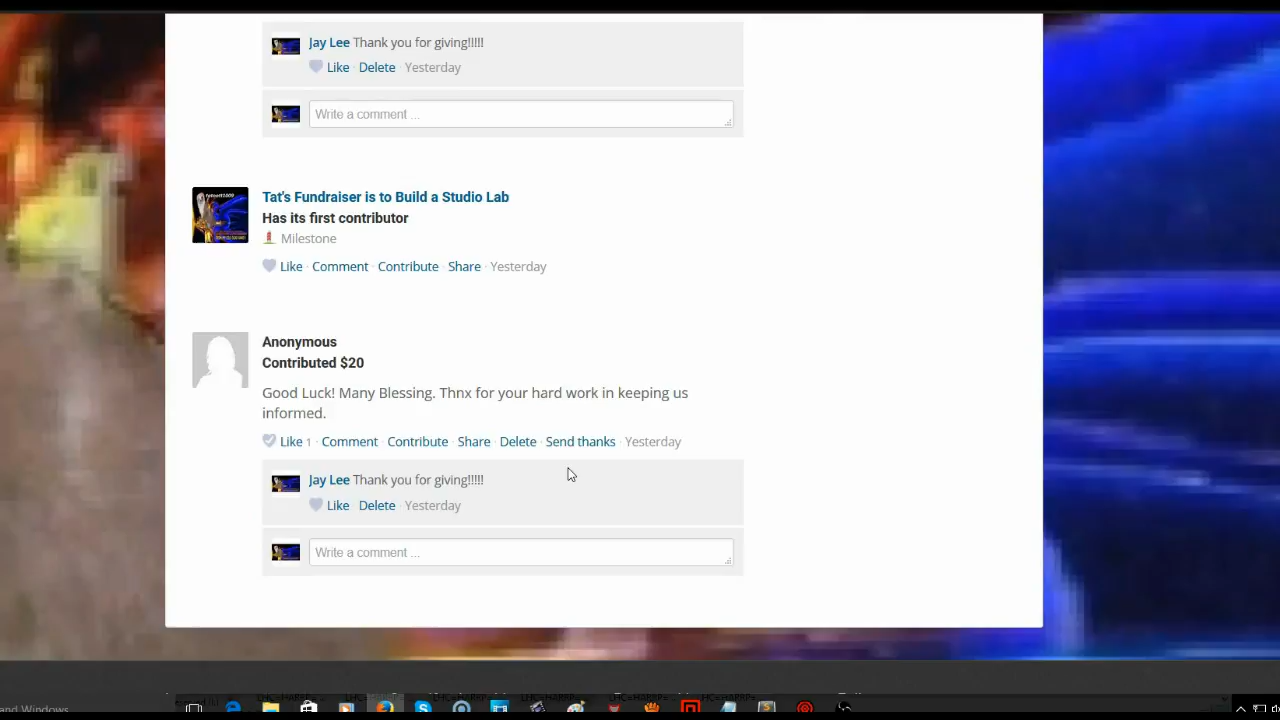 Jay Lee Thank you for giving!!!!!
Like · Delete · Yesterday
Write a comment ...
Tat's Fundraiser is to Build a Studio Lab
Has its first contributor
Milestone
Like · Comment · Contribute · Share · Yesterday
Anonymous
Contributed $20
Good Luck! Many Blessing. Thnx for your hard work in keeping us
informed.
Like 1 · Comment · Contribute · Share · Delete · Send thanks · Yesterday
Jay Lee Thank you for giving!!!!!
Like Delete · Yesterday
Write a comment ...
and Windows